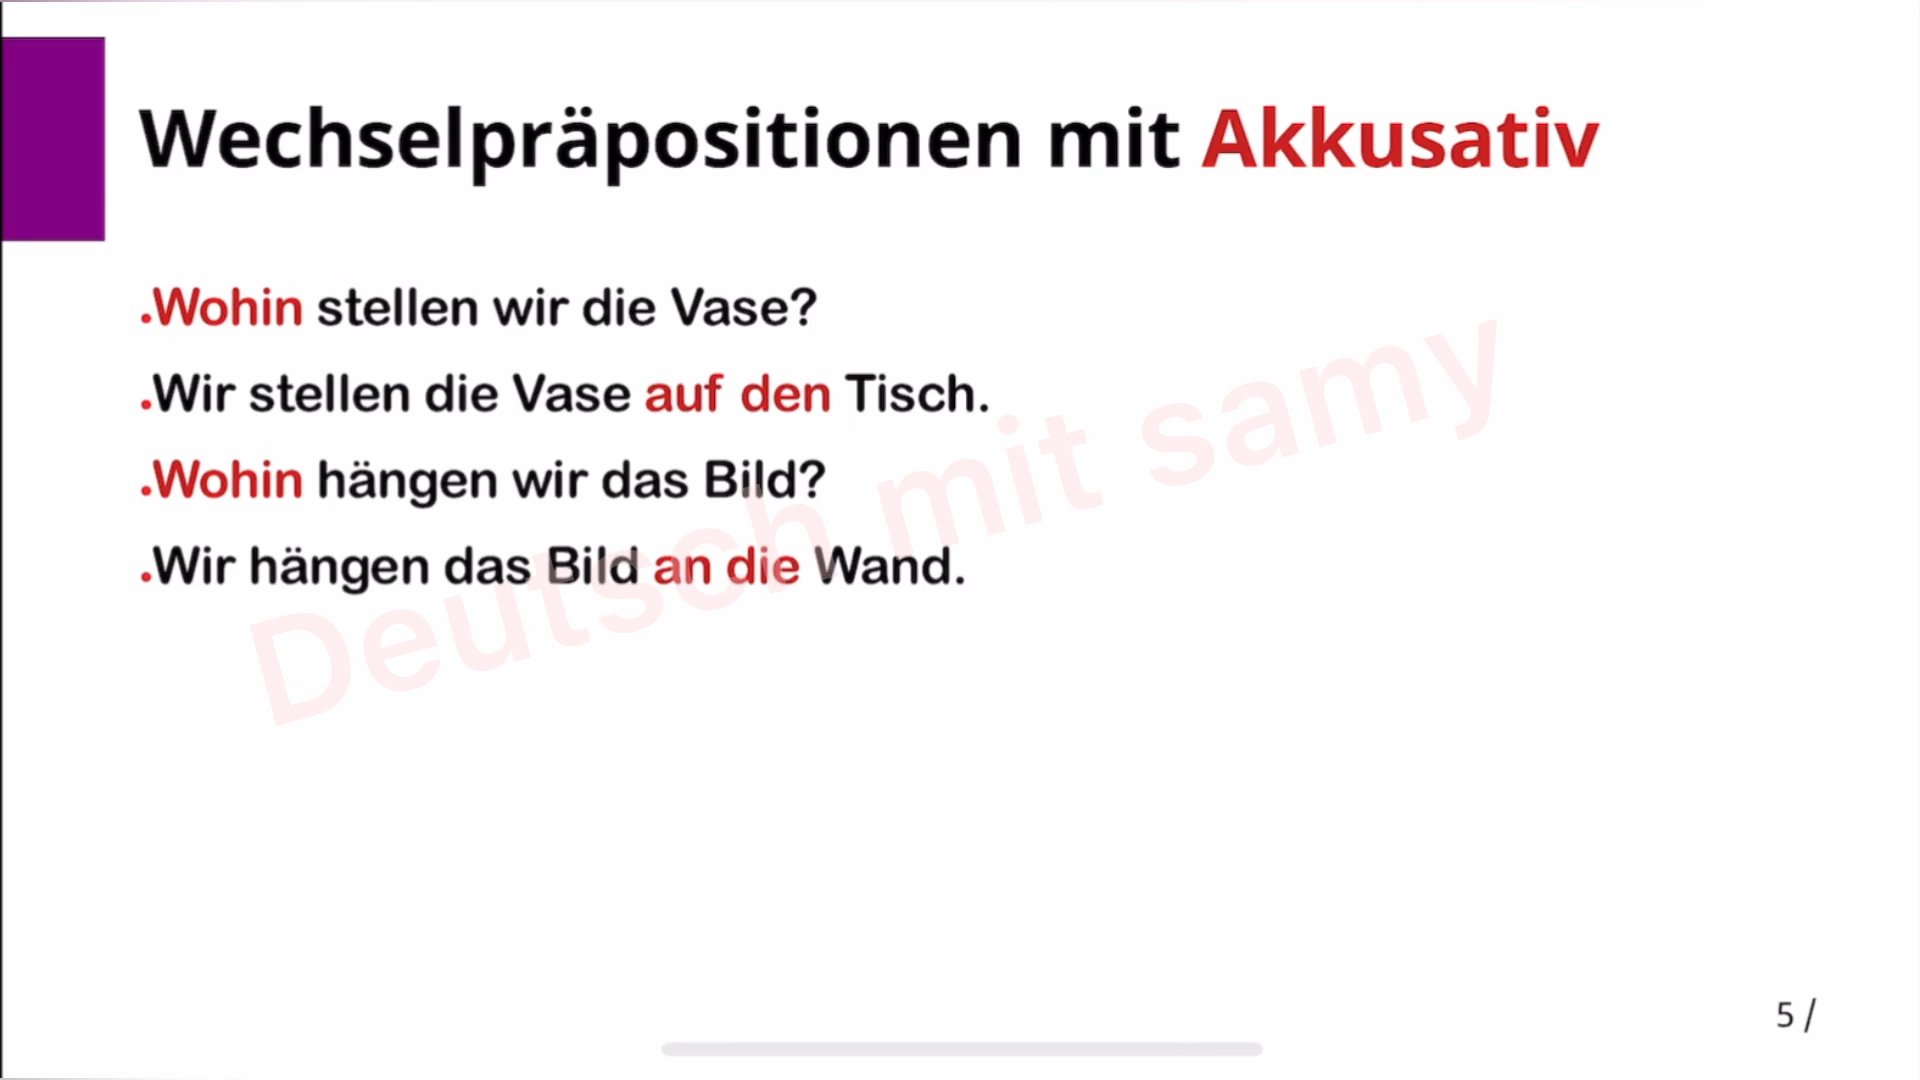 Wechselpräpositionen mit Akkusativ
.Wohin stellen wir die Vase?
.Wir stellen die Vase auf den Tisch.
.Wohin hängen wir das Bild?
.Wir hängen das Bild an die Wand.
Deutsch mit samy
5 /